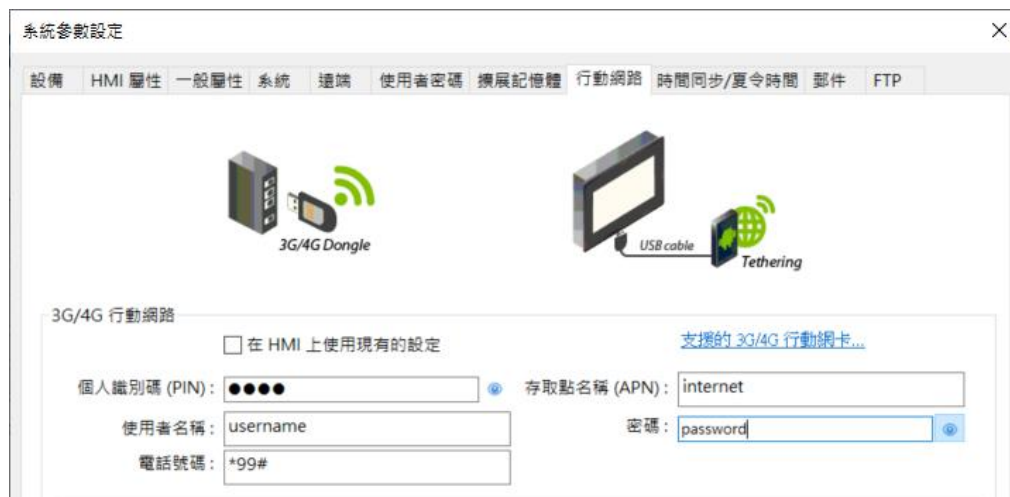 系統參數設定
設備 HMI 屬性 一般屬性 系統 遠端 使用者密碼 擴展記憶體 行動網路 時間同步/夏令時間 郵件 FTP
3G/4G Dongle
USB cable
Tethering
3G/4G 行動網路
在 HMI 上使用現有的設定
支援的 3G/4G 行動網卡...
個人識別碼 (PIN) : ●●●●
存取點名稱 (APN) : internet
使用者名稱 : username
密碼 : password
電話號碼 : *99#